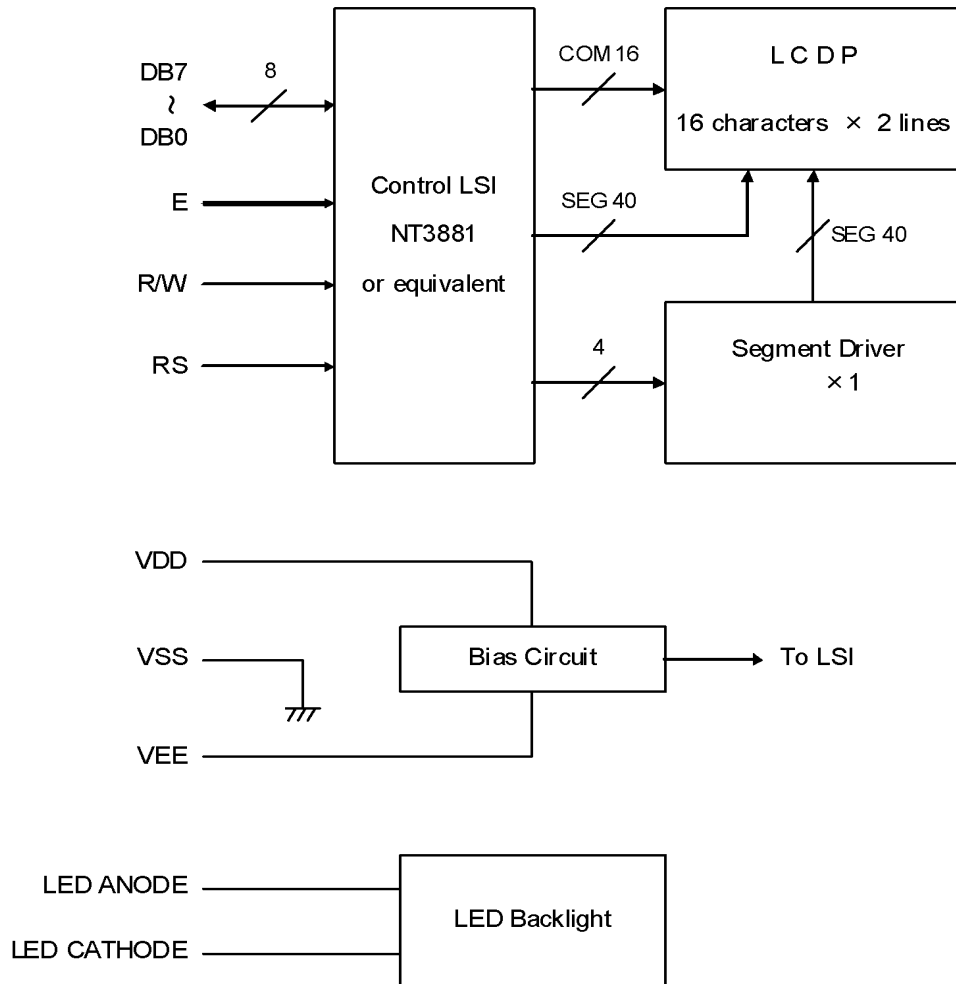 DB7
~
DB0
8
E
R/W
RS
Control LSI
NT3881
or equivalent
COM 16
SEG 40
4
L C D P
16 characters × 2 lines
SEG 40
Segment Driver
× 1
VDD
VSS
VEE
Bias Circuit
To LSI
LED ANODE
LED CATHODE
LED Backlight